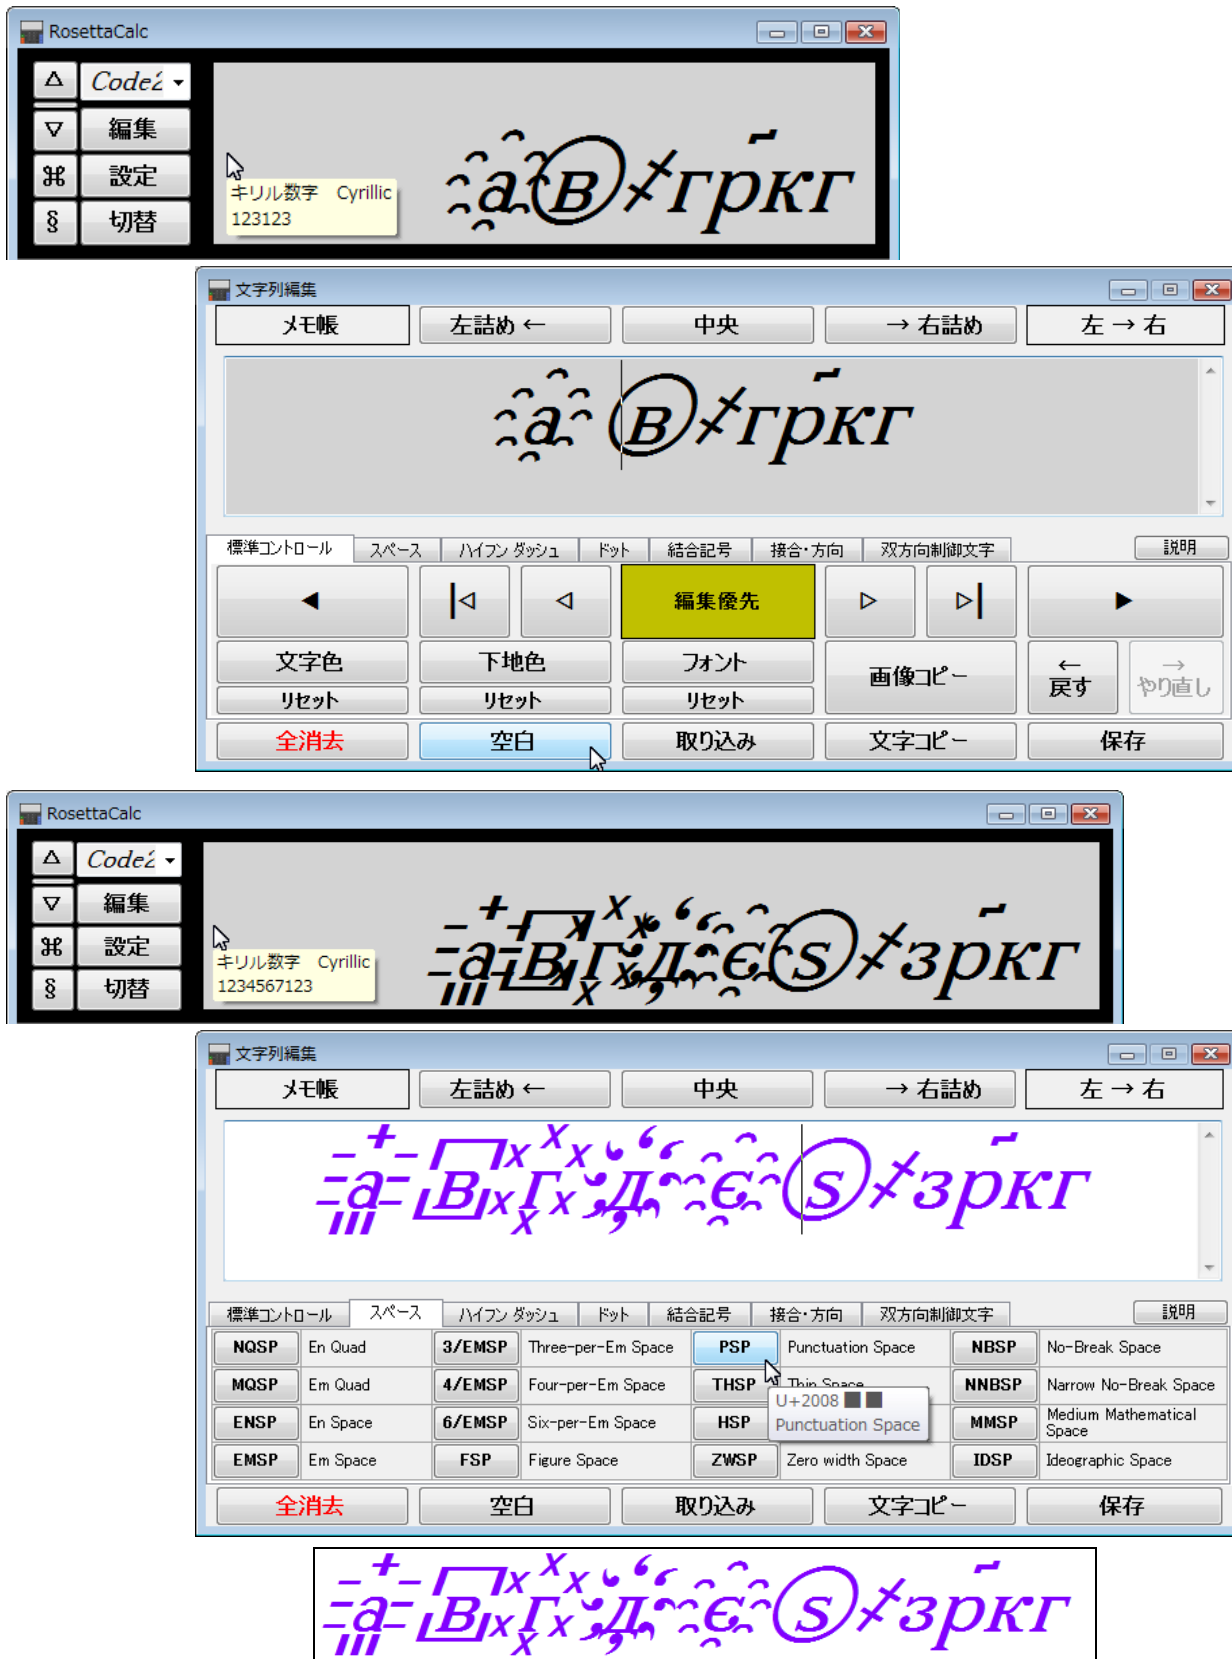 RosettaCalc
△ Code2
▽ 編集
⌘ 設定
§ 切替
キリル数字　Cyrillic
123123
文字列編集
メモ帳 左詰め ← 中央 → 右詰め 左 → 右
標準コントロール スペース ハイフン ダッシュ ドット 結合記号 接合・方向 双方向制御文字 説明
◀ |◁ ◁ 編集優先 ▷ ▷| ▶
文字色 下地色 フォント 画像コピー ← 戻す → やり直し
リセット リセット リセット
全消去 空白 取り込み 文字コピー 保存
RosettaCalc
△ Code2
▽ 編集
⌘ 設定
§ 切替
キリル数字　Cyrillic
1234567123
文字列編集
メモ帳 左詰め ← 中央 → 右詰め 左 → 右
標準コントロール スペース ハイフン ダッシュ ドット 結合記号 接合・方向 双方向制御文字 説明
NQSP En Quad 3/EMSP Three-per-Em Space PSP Punctuation Space NBSP No-Break Space
MQSP Em Quad 4/EMSP Four-per-Em Space THSP Thin Space NNBSP Narrow No-Break Space
U+2008
Punctuation Space
ENSP En Space 6/EMSP Six-per-Em Space HSP MMSP Medium Mathematical Space
EMSP Em Space FSP Figure Space ZWSP Zero width Space IDSP Ideographic Space
全消去 空白 取り込み 文字コピー 保存